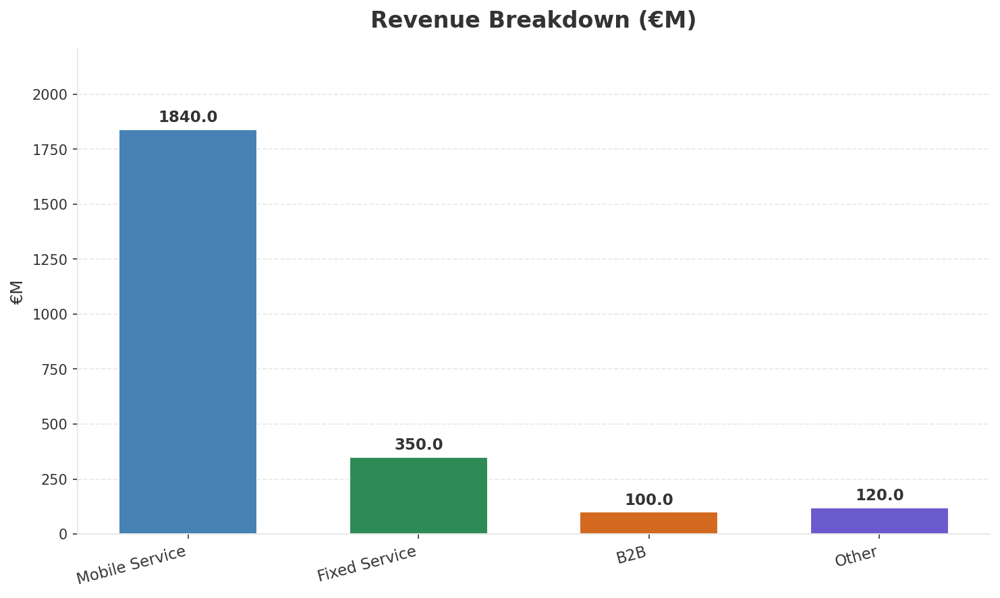 Revenue Breakdown (€M)
€M
2000
1750
1500
1250
1000
750
500
250
0
1840.0
350.0
100.0
120.0
Mobile Service
Fixed Service
B2B
Other